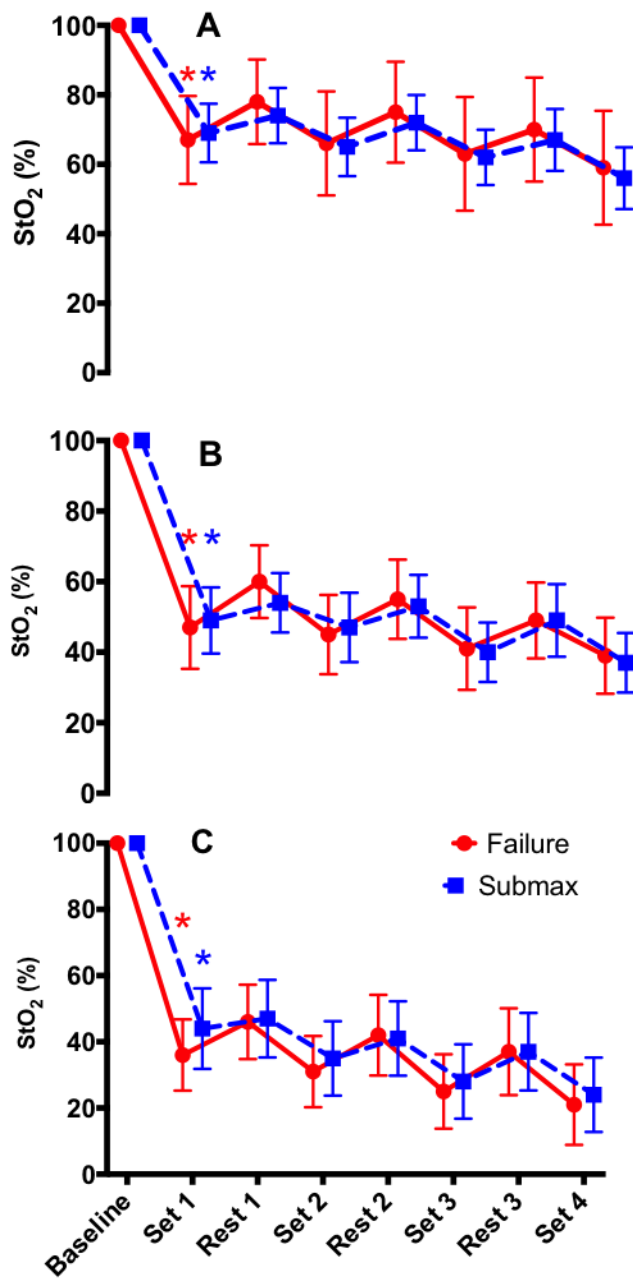 A
100
* *
80
60
40
20
0
StO2 (%)
B
100
80
* *
60
40
20
0
StO2 (%)
C
100
Failure
80
*
Submax
*
60
40
20
0
StO2 (%)
Baseline
Set 1
Rest 1
Set 2
Rest 2
Set 3
Rest 3
Set 4